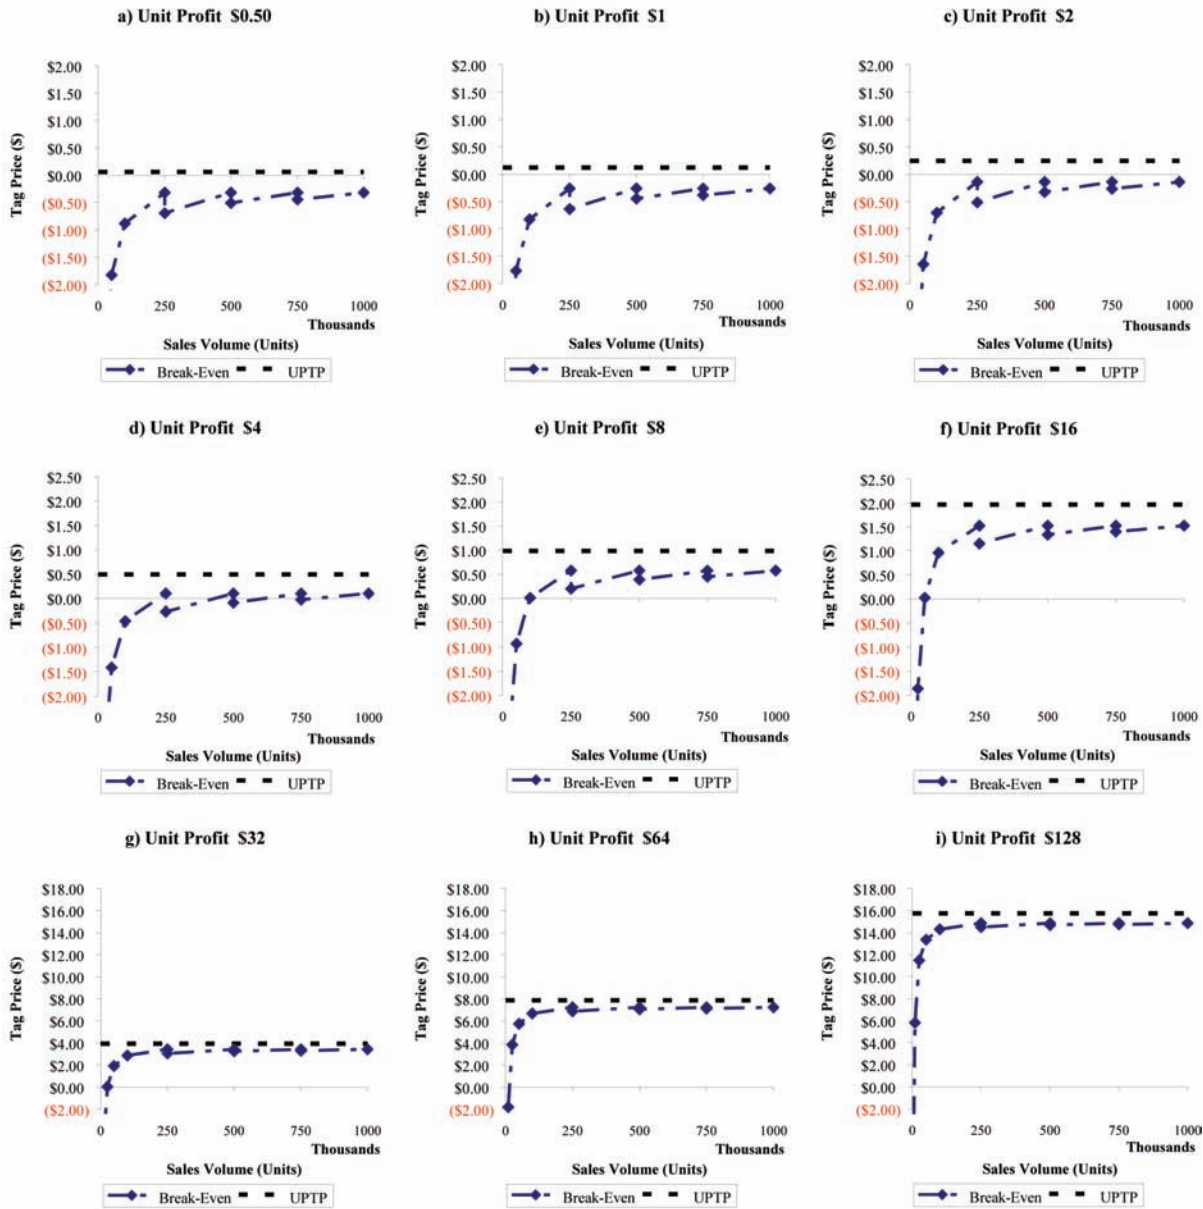 a) Unit Profit $0.50
$2.00
$1.50
$1.00
$0.50
$0.00
($0.50)
($1.00)
($1.50)
($2.00)
Tag Price ($)
0 250 500 750 1000
Thousands
Sales Volume (Units)
Break-Even UPTP
b) Unit Profit $1
$2.00
$1.50
$1.00
$0.50
$0.00
($0.50)
($1.00)
($1.50)
($2.00)
Tag Price ($)
0 250 500 750 1000
Thousands
Sales Volume (Units)
Break-Even UPTP
c) Unit Profit $2
$2.00
$1.50
$1.00
$0.50
$0.00
($0.50)
($1.00)
($1.50)
($2.00)
Tag Price ($)
0 250 500 750 1000
Thousands
Sales Volume (Units)
Break-Even UPTP
d) Unit Profit $4
$2.50
$2.00
$1.50
$1.00
$0.50
$0.00
($0.50)
($1.00)
($1.50)
($2.00)
Tag Price ($)
0 250 500 750 1000
Thousands
Sales Volume (Units)
Break-Even UPTP
e) Unit Profit $8
$2.50
$2.00
$1.50
$1.00
$0.50
$0.00
($0.50)
($1.00)
($1.50)
($2.00)
Tag Price ($)
0 250 500 750 1000
Thousands
Sales Volume (Units)
Break-Even UPTP
f) Unit Profit $16
$2.50
$2.00
$1.50
$1.00
$0.50
$0.00
($0.50)
($1.00)
($1.50)
($2.00)
Tag Price ($)
0 250 500 750 1000
Thousands
Sales Volume (Units)
Break-Even UPTP
g) Unit Profit $32
$18.00
$16.00
$14.00
$12.00
$10.00
$8.00
$6.00
$4.00
$2.00
$0.00
($2.00)
Tag Price ($)
0 250 500 750 1000
Thousands
Sales Volume (Units)
Break-Even UPTP
h) Unit Profit $64
$18.00
$16.00
$14.00
$12.00
$10.00
$8.00
$6.00
$4.00
$2.00
$0.00
($2.00)
Tag Price ($)
0 250 500 750 1000
Thousands
Sales Volume (Units)
Break-Even UPTP
i) Unit Profit $128
$18.00
$16.00
$14.00
$12.00
$10.00
$8.00
$6.00
$4.00
$2.00
$0.00
($2.00)
Tag Price ($)
0 250 500 750 1000
Thousands
Sales Volume (Units)
Break-Even UPTP